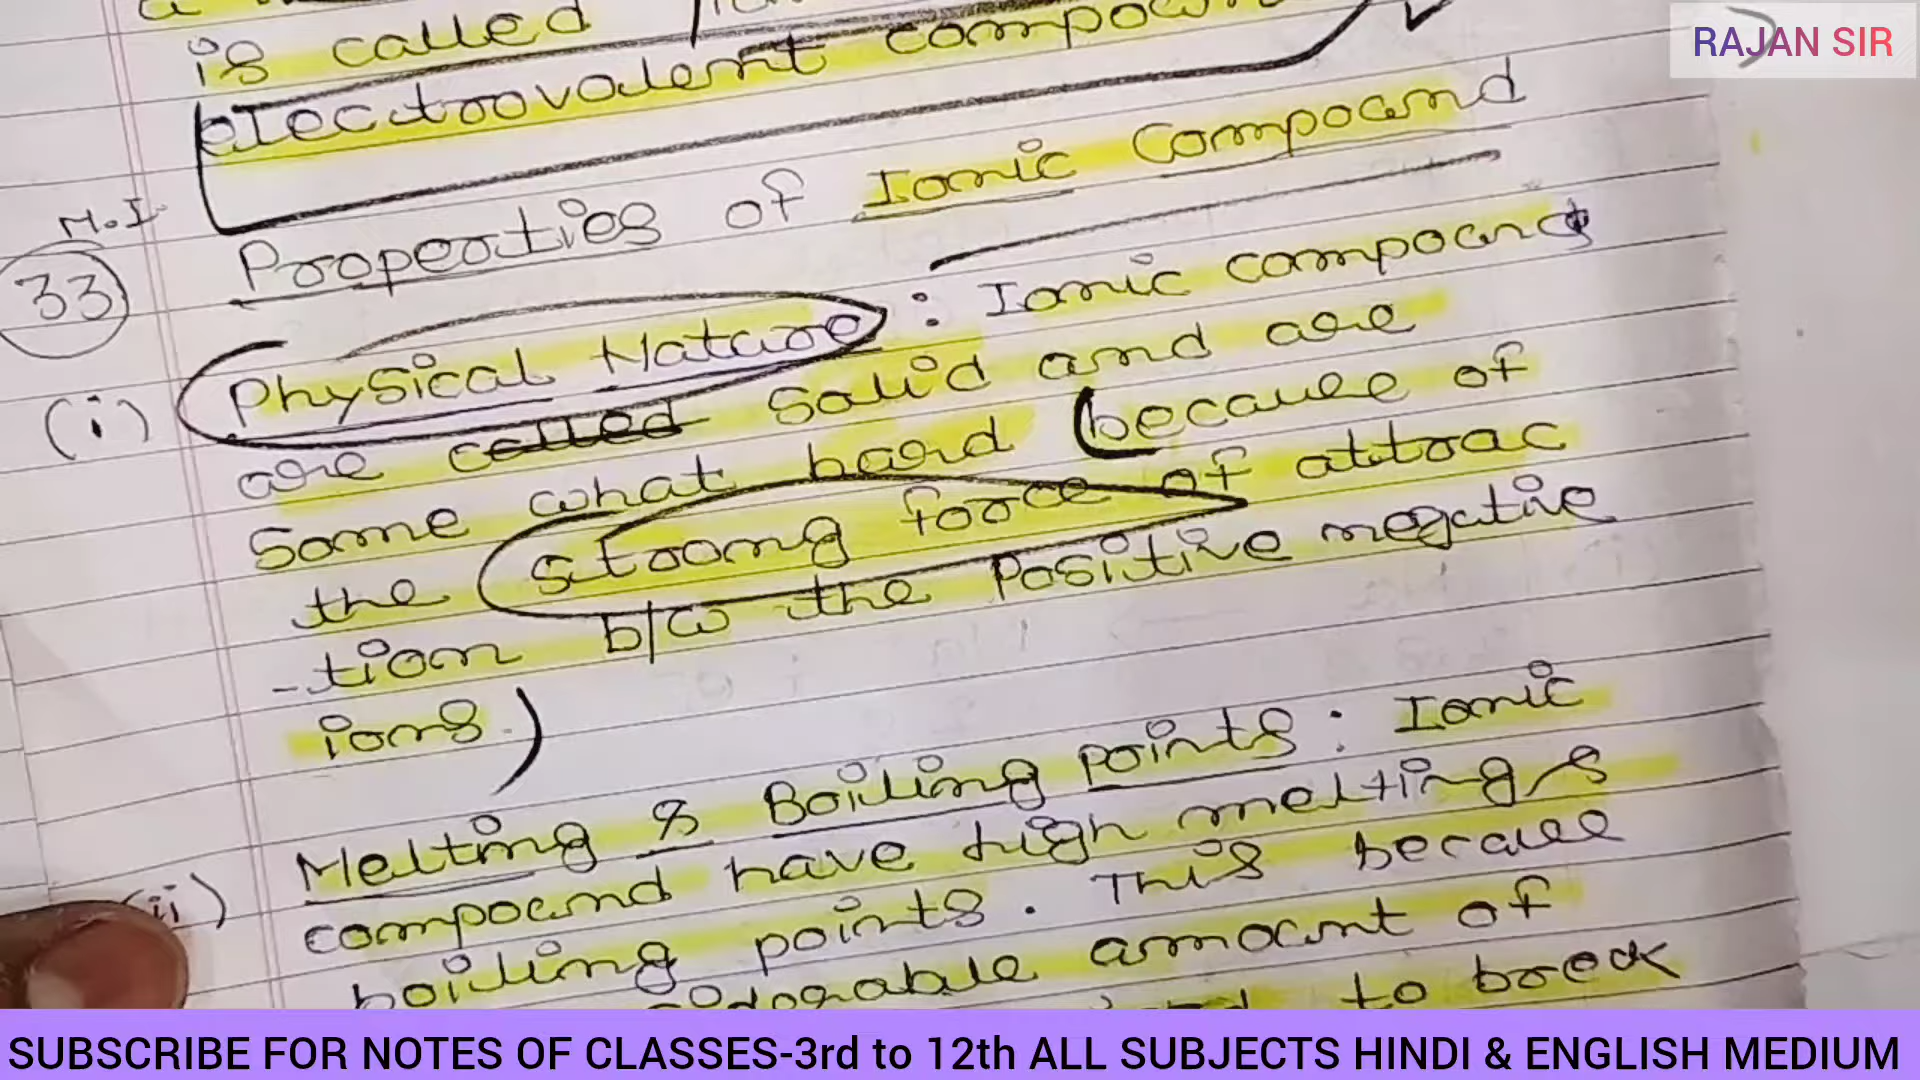 is called
electrovalent compoun
RAJAN SIR
M.I
33 Properties of Ionic Compound
(i) Physical Nature : Ionic compounds
are called Solid and are
Some what hard (because of
the strong force of attrac
-tion b/w the Positive negative
ions.)
(ii) Melting & Boiling points : Ionic
compound have high melting &
boiling points. This because
amount of
to break
SUBSCRIBE FOR NOTES OF CLASSES-3rd to 12th ALL SUBJECTS HINDI & ENGLISH MEDIUM